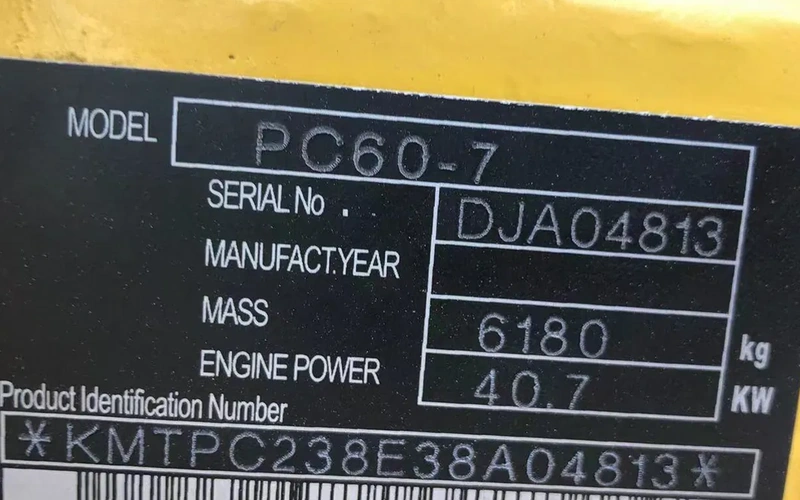 MODEL PC60-7
SERIAL No . DJA04813
MANUFACT.YEAR
MASS 6180 kg
ENGINE POWER 40.7 KW
Product Identification Number
*KMTPC238E38A04813*